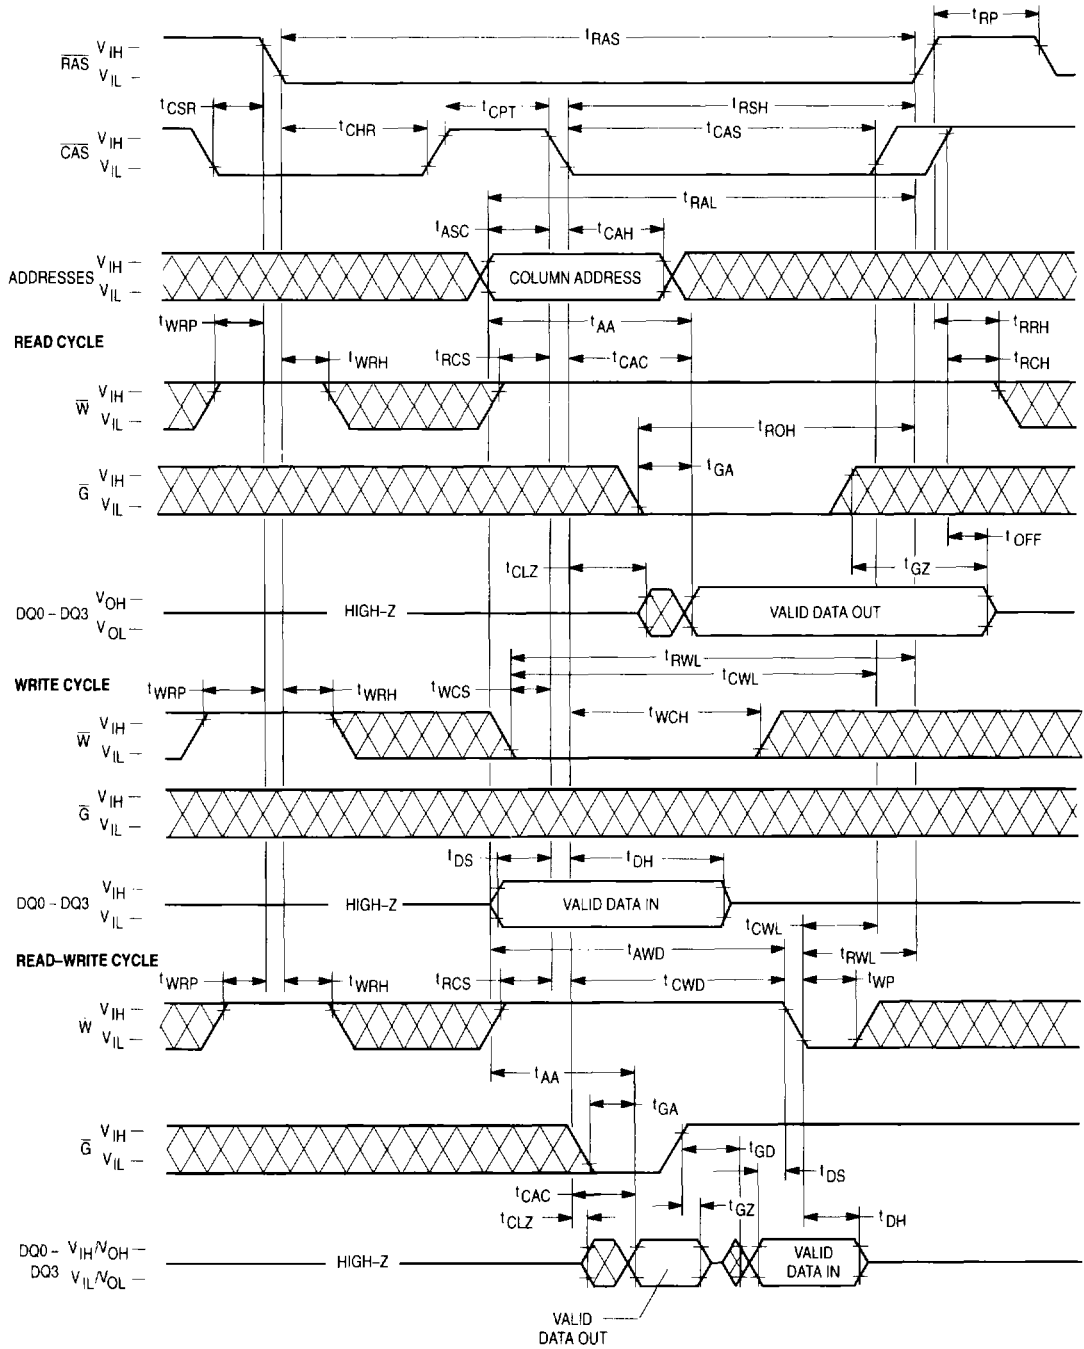 tRP
VIH
tRAS
RAS
VIL
tCSR
tCPT
tRSH
tCHR
tCAS
VIH
CAS
VIL
tRAL
tASC
tCAH
VIH
ADDRESSES
COLUMN ADDRESS
VIL
tWRP
tAA
tRRH
READ CYCLE
tWRH
tRCS
tCAC
tRCH
VIH
W
VIL
tROH
tGA
VIH
G
VIL
tOFF
tCLZ
tGZ
VOH
DQ0 – DQ3
HIGH–Z
VALID DATA OUT
VOL
tRWL
WRITE CYCLE
tWRP
tWRH
tWCS
tCWL
tWCH
VIH
W
VIL
VIH
G
VIL
tDS
tDH
VIH
DQ0 – DQ3
HIGH–Z
VALID DATA IN
VIL
tCWL
tAWD
tRWL
READ–WRITE CYCLE
tWRP
tWRH
tRCS
tCWD
tWP
VIH
W
VIL
tAA
tGA
VIH
G
VIL
tGD
tDS
tCAC
tGZ
tCLZ
tDH
DQ0 – VIH/VOH
HIGH–Z
VALID
DATA IN
DQ3 VIL/VOL
VALID
DATA OUT